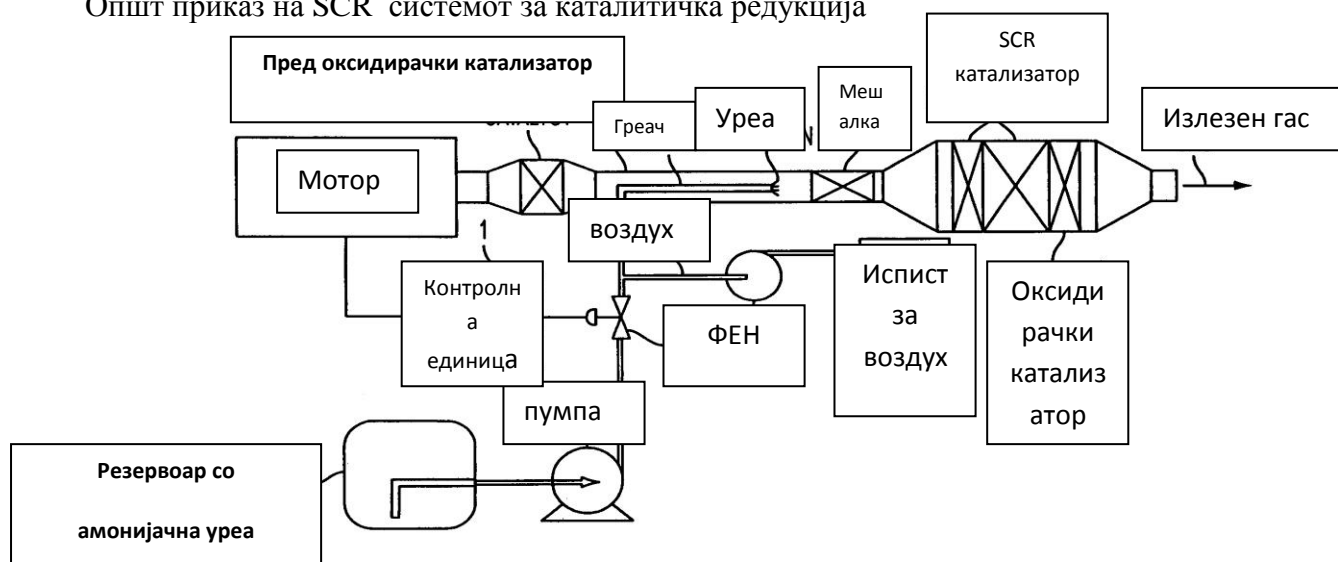 Општ приказ на SCR системот за каталитичка редукција
Пред оксидирачки катализатор
SCR
катализатор
Меш
алка
Греач
Уреа
Излезен гас
Мотор
воздух
1
Контролн
а
единица
ФЕН
Испист
за
воздух
Оксиди
рачки
катализ
атор
пумпа
Резервоар со
амонијачна уреа